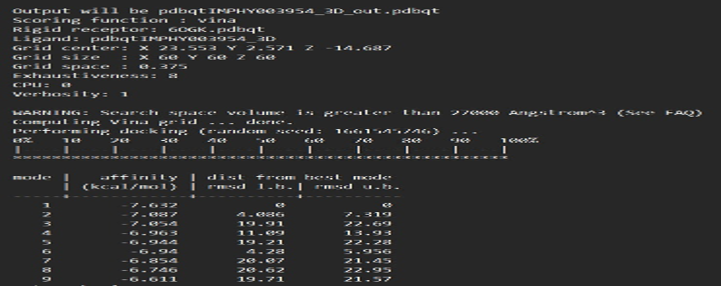 Output will be pdbqtIMPHY003954_3D_out.pdbqt
Scoring function : vina
Rigid receptor: 6OGK.pdbqt
Ligand: pdbqtIMPHY003954_3D
Grid center: X 23.553 Y 2.571 Z -14.687
Grid size  : X 60 Y 60 Z 60
Grid space : 0.375
Exhaustiveness: 8
CPU: 0
Verbosity: 1
WARNING: Search space volume is greater than 27000 Angstrom^3 (See FAQ)
Computing Vina grid ... done.
Performing docking (random seed: 1661545746) ...
0%   10   20   30   40   50   60   70   80   90   100%
|----|----|----|----|----|----|----|----|----|----|
***************************************************
mode |   affinity | dist from best mode
     | (kcal/mol) | rmsd l.b.| rmsd u.b.
-----+------------+----------+----------
1 -7.632 0 0
2 -7.087 4.086 7.319
3 -7.054 19.91 22.69
4 -6.963 11.09 13.93
5 -6.944 19.21 22.28
6 -6.94 4.28 5.956
7 -6.854 20.07 21.45
8 -6.746 20.62 22.95
9 -6.611 19.71 21.57